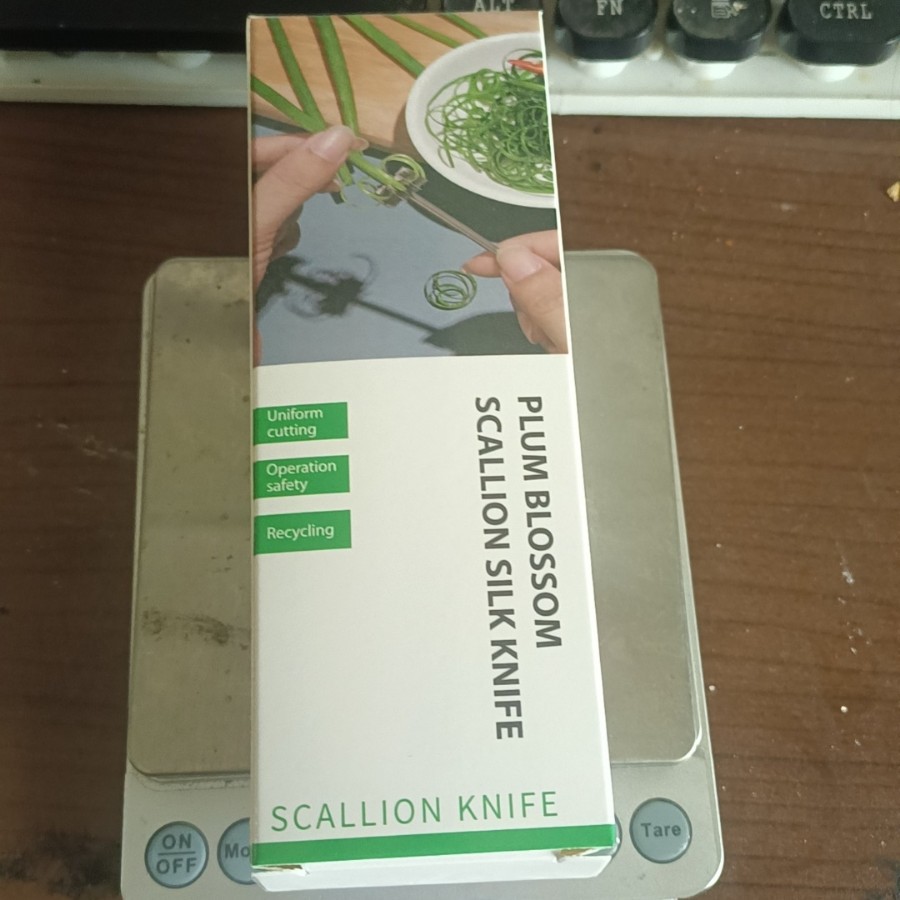 ALT
FN
CTRL
PLUM BLOSSOM
SCALLION SILK KNIFE
Uniform
cutting
Operation
safety
Recycling
SCALLION KNIFE
ON
OFF
Tare